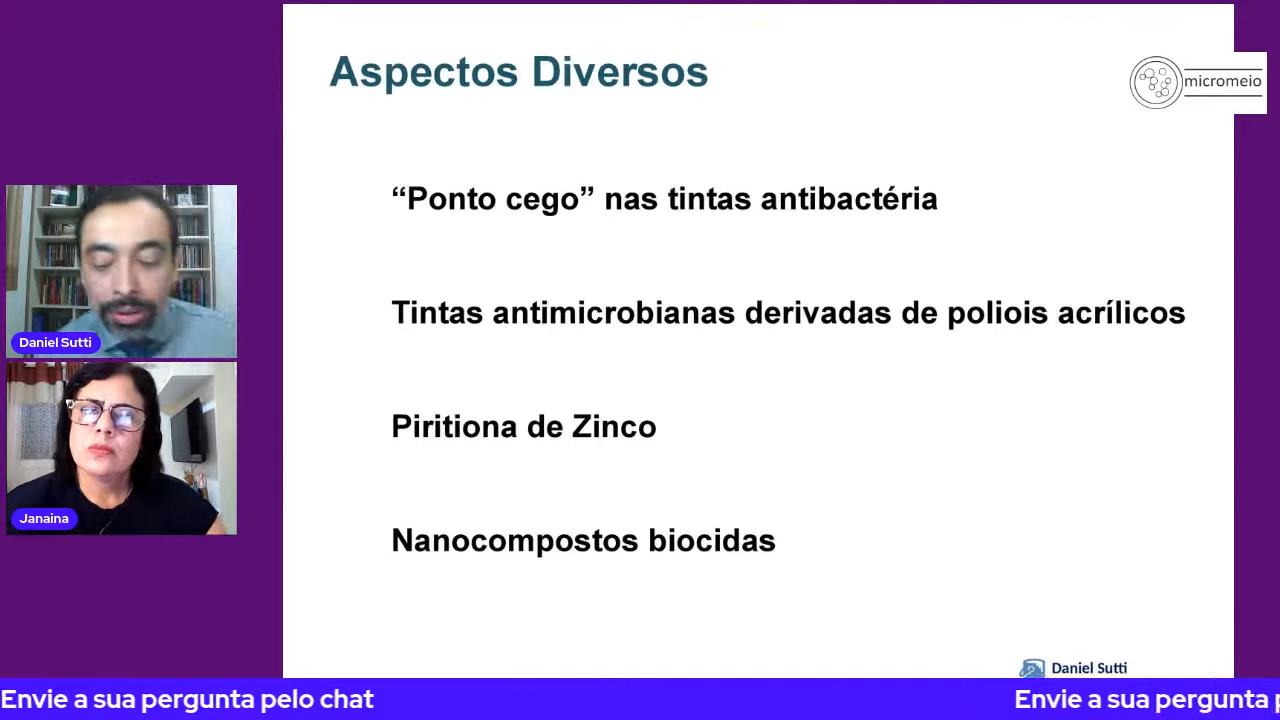 Aspectos Diversos
micromeio
“Ponto cego” nas tintas antibactéria
Tintas antimicrobianas derivadas de poliois acrílicos
Piritiona de Zinco
Nanocompostos biocidas
Daniel Sutti
Janaina
Daniel Sutti
Envie a sua pergunta pelo chat
Envie a sua pergunta p